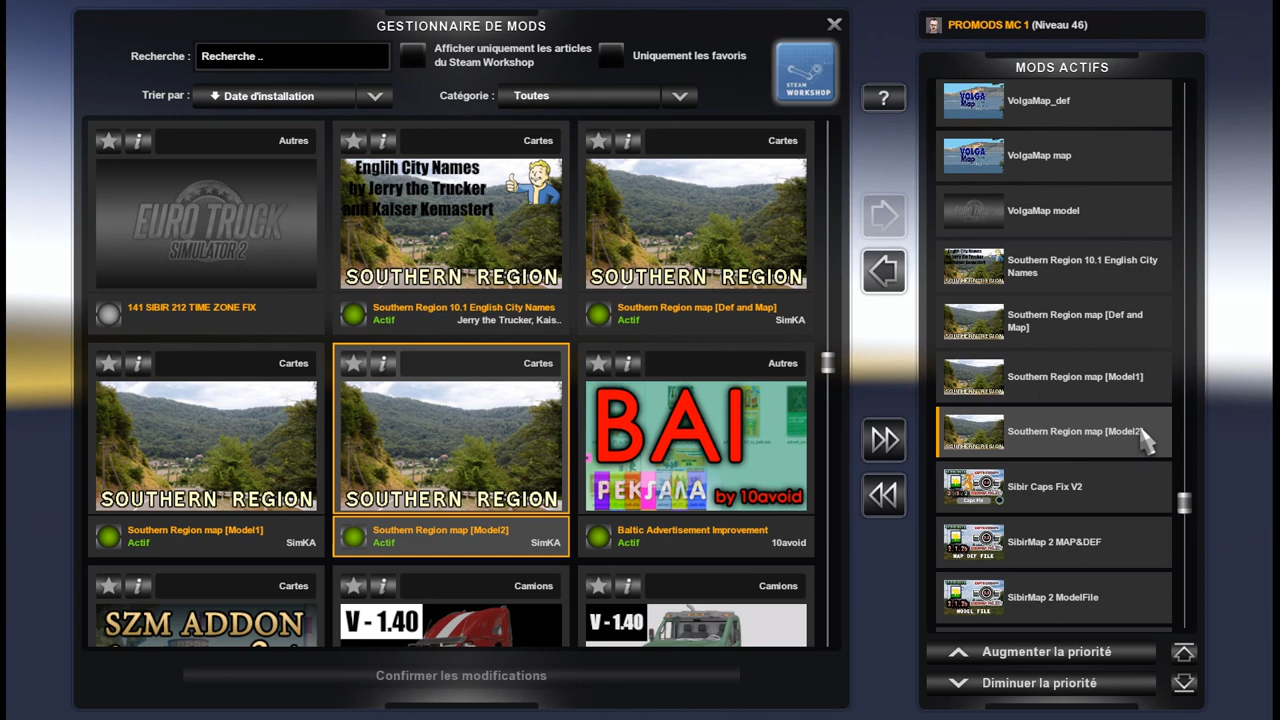 GESTIONNAIRE DE MODS
Recherche :
Recherche ..
Afficher uniquement les articles
du Steam Workshop
Uniquement les favoris
STEAM
WORKSHOP
Trier par :
Date d'installation
Catégorie :
Toutes
Autres
EURO TRUCK
SIMULATOR 2
141 SIBIR 212 TIME ZONE FIX
Cartes
Englih City Names
by Jerry the Trucker
and Kaiser Kemastert
SOUTHERN REGION
Southern Region 10.1 English City Names
Actif
Jerry the Trucker, Kais..
Cartes
SOUTHERN REGION
Southern Region map [Def and Map]
Actif
SimKA
Cartes
SOUTHERN REGION
Southern Region map [Model1]
Actif
SimKA
Cartes
SOUTHERN REGION
Southern Region map [Model2]
Actif
SimKA
Autres
BAI
РЕКЛАЛА
by 10avoid
Baltic Advertisement Improvement
Actif
10avoid
Cartes
SZM ADDON
Camions
V - 1.40
Camions
V - 1.40
Confirmer les modifications
?
PROMODS MC 1 (Niveau 46)
MODS ACTIFS
VolgaMap_def
VolgaMap map
VolgaMap model
Southern Region 10.1 English City
Names
Southern Region map [Def and
Map]
Southern Region map [Model1]
Southern Region map [Model2
Sibir Caps Fix V2
SibirMap 2 MAP&DEF
SibirMap 2 ModelFile
Augmenter la priorité
Diminuer la priorité